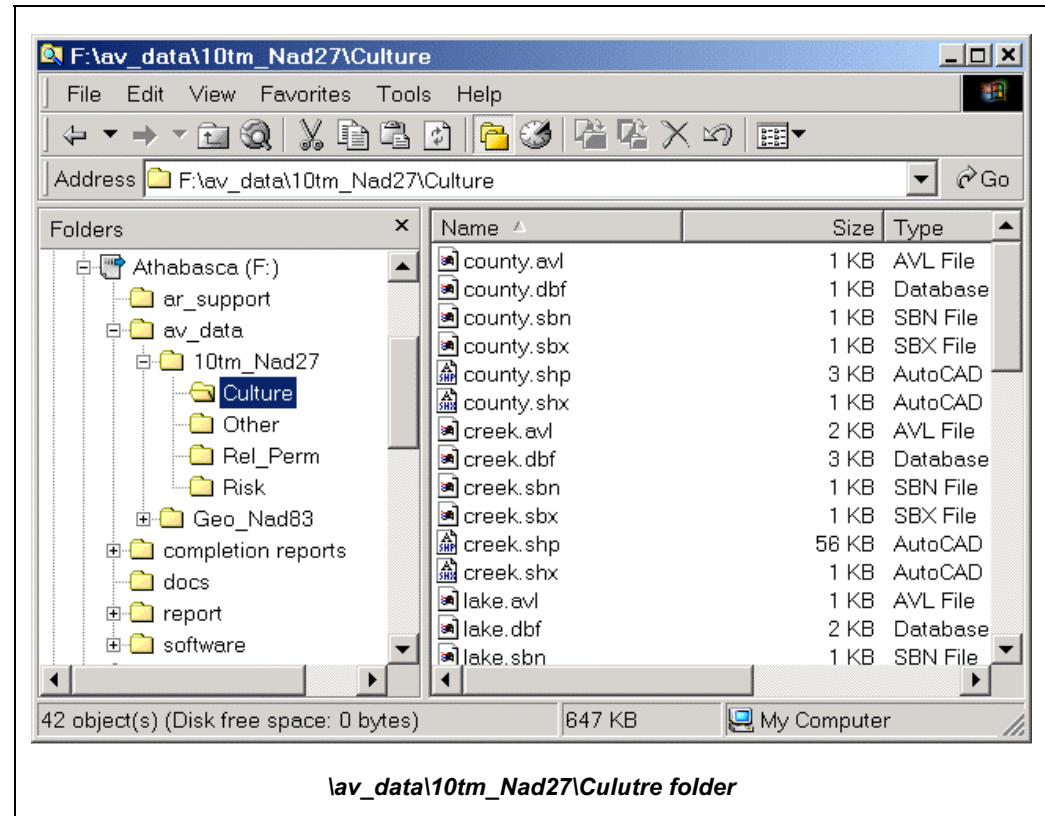 F:\av_data\10tm_Nad27\Culture
File Edit View Favorites Tools Help
Address F:\av_data\10tm_Nad27\Culture Go
Folders
Athabasca (F:)
ar_support
av_data
10tm_Nad27
Culture
Other
Rel_Perm
Risk
Geo_Nad83
completion reports
docs
report
software
Name Size Type
county.avl 1 KB AVL File
county.dbf 1 KB Database
county.sbn 1 KB SBN File
county.sbx 1 KB SBX File
county.shp 3 KB AutoCAD
county.shx 1 KB AutoCAD
creek.avl 2 KB AVL File
creek.dbf 3 KB Database
creek.sbn 1 KB SBN File
creek.sbx 1 KB SBX File
creek.shp 56 KB AutoCAD
creek.shx 1 KB AutoCAD
lake.avl 1 KB AVL File
lake.dbf 2 KB Database
lake.sbn 1 KB SBN File
42 object(s) (Disk free space: 0 bytes) 647 KB My Computer
\av_data\10tm_Nad27\Culutre folder